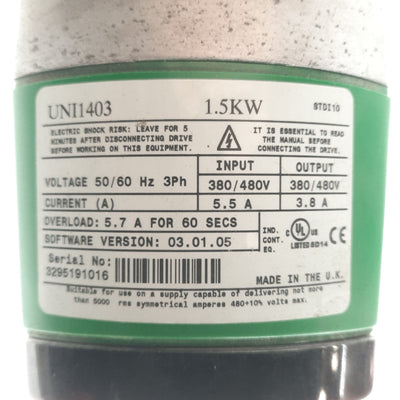 UNI1403 1.5KW STDI10
ELECTRIC SHOCK RISK: LEAVE FOR 5 MINUTES AFTER DISCONNECTING DRIVE BEFORE WORKING ON THIS EQUIPMENT.
IT IS ESSENTIAL TO READ THE MANUAL BEFORE CONNECTING DRIVE
INPUT OUTPUT
VOLTAGE 50/60 Hz 3Ph 380/480V 380/480V
CURRENT (A) 5.5 A 3.8 A
OVERLOAD: 5.7 A FOR 60 SECS
SOFTWARE VERSION: 03.01.05
IND. CONT. EQ.
C UL US
LISTED 8D14
CE
Serial No:
3295191016
MADE IN THE U.K.
Suitable for use on a supply capable of delivering not more
than 5000 rms symmetrical amperes 480+10% volts max.